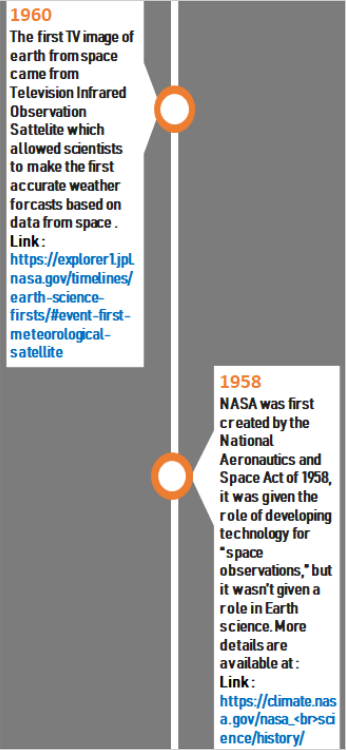 1960
The first TV image of
earth from space
came from
Television Infrared
Observation
Sattelite which
allowed scientists
to make the first
accurate weather
forcasts based on
data from space .
Link :
https://explorer1.jpl.
nasa.gov/timelines/
earth-science-
firsts/#event-first-
meteorological-
satellite
1958
NASA was first
created by the
National
Aeronautics and
Space Act of 1958,
it was given the
role of developing
technology for
“space
observations,” but
it wasn’t given a
role in Earth
science. More
details are
available at :
Link :
https://climate.nas
a.gov/nasa_<br>sci
ence/history/